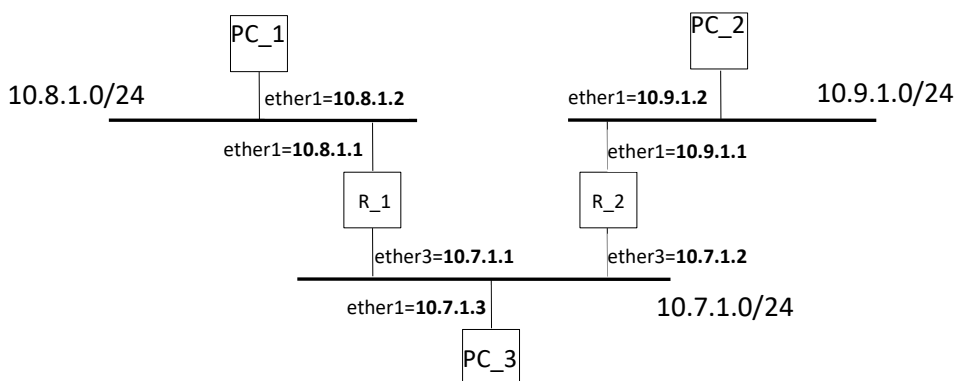 PC_1
PC_2
10.8.1.0/24
ether1=10.8.1.2
ether1=10.9.1.2
10.9.1.0/24
ether1=10.8.1.1
ether1=10.9.1.1
R_1
R_2
ether3=10.7.1.1
ether3=10.7.1.2
ether1=10.7.1.3
10.7.1.0/24
PC_3